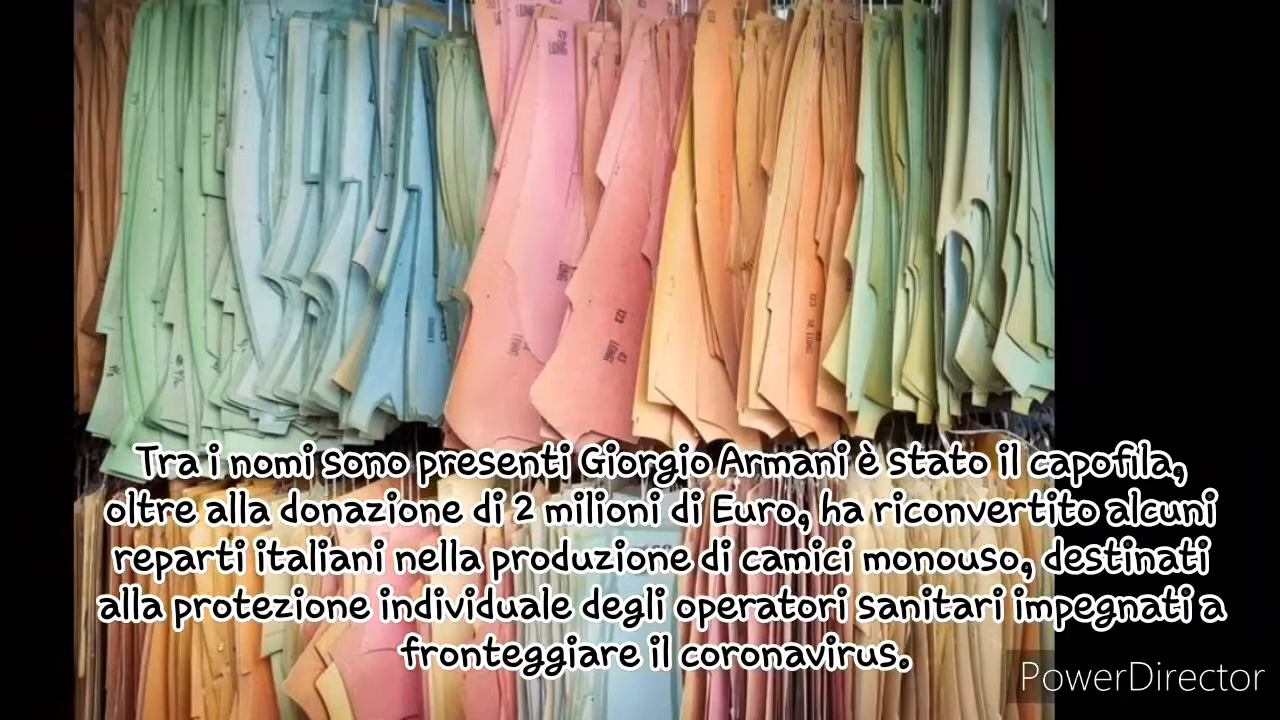 52
LONG
Tra i nomi sono presenti Giorgio Armani è stato il capofila,
oltre alla donazione di 2 milioni di Euro, ha riconvertito alcuni
reparti italiani nella produzione di camici monouso, destinati
alla protezione individuale degli operatori sanitari impegnati a
fronteggiare il coronavirus.
PowerDirector